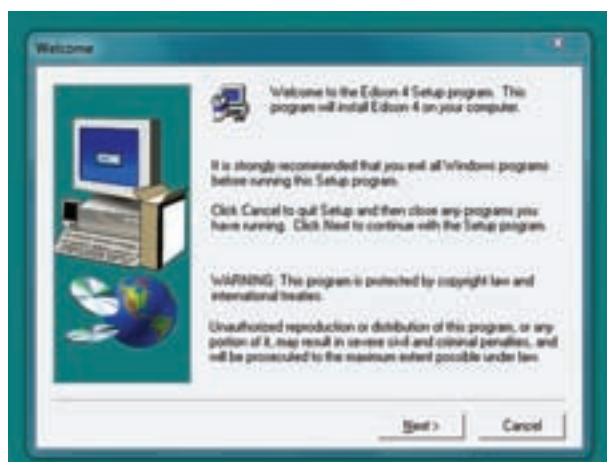 Welcome
Welcome to the Edison 4 Setup program. This
program will install Edison 4 on your computer.
It is strongly recommended that you exit all Windows programs
before running this Setup program.
Click Cancel to quit Setup and then close any programs you
have running. Click Next to continue with the Setup program.
WARNING: This program is protected by copyright law and
international treaties.
Unauthorized reproduction or distribution of this program, or any
portion of it, may result in severe civil and criminal penalties, and
will be prosecuted to the maximum extent possible under law.
Next >
Cancel